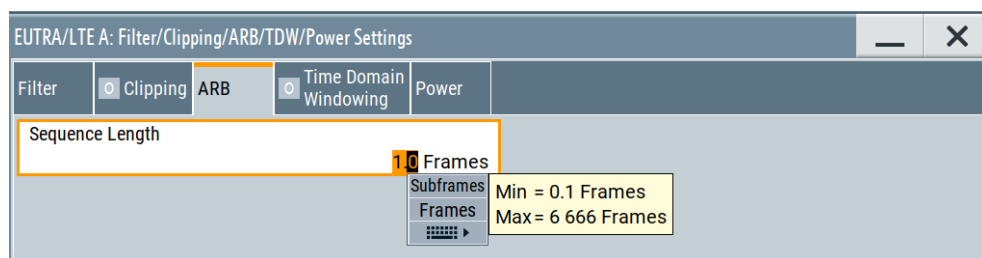 EUTRA/LTE A: Filter/Clipping/ARB/TDW/Power Settings
Filter
O Clipping
ARB
O Time Domain
Windowing
Power
Sequence Length
1.0 Frames
Subframes
Frames
Min = 0.1 Frames
Max= 6 666 Frames